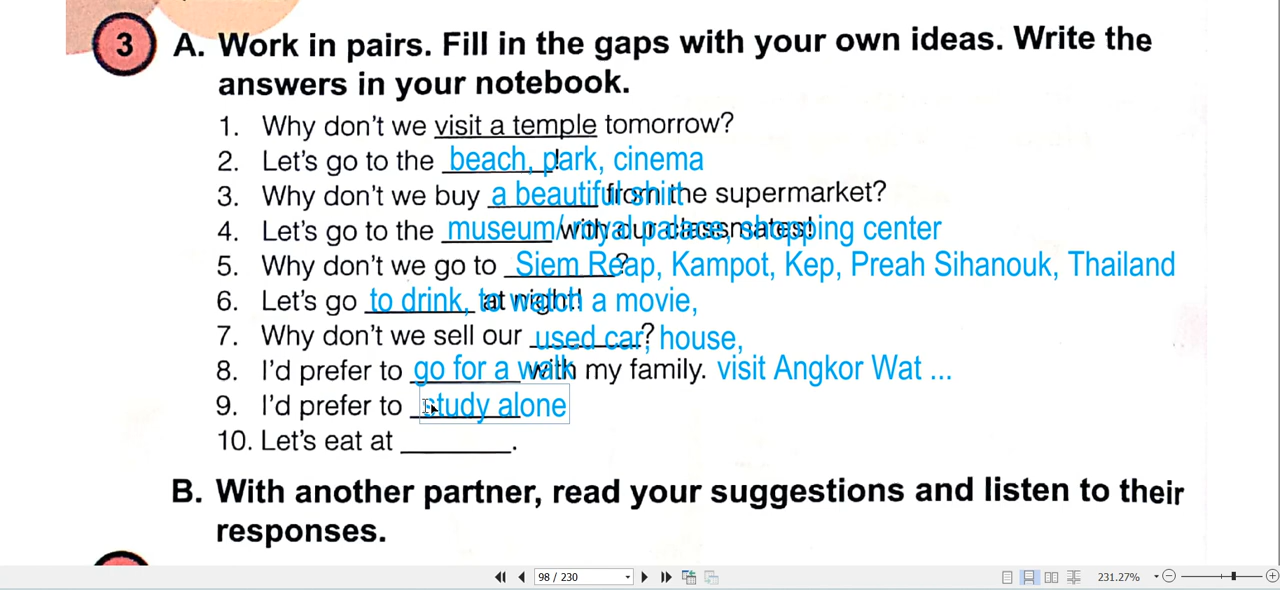 3 A. Work in pairs. Fill in the gaps with your own ideas. Write the
answers in your notebook.
1. Why don't we visit a temple tomorrow?
2. Let's go to the beach, park, cinema!
3. Why don't we buy a beautiful shirt from the supermarket?
4. Let's go to the museum/ royal palace, shopping center with our classmates!
5. Why don't we go to Siem Reap, Kampot, Kep, Preah Sihanouk, Thailand?
6. Let's go to drink, to watch a movie, at night!
7. Why don't we sell our used car, house,?
8. I'd prefer to go for a walk with my family. visit Angkor Wat ...
9. I'd prefer to study alone
10. Let's eat at ________.
B. With another partner, read your suggestions and listen to their
responses.
98 / 230
231.27%